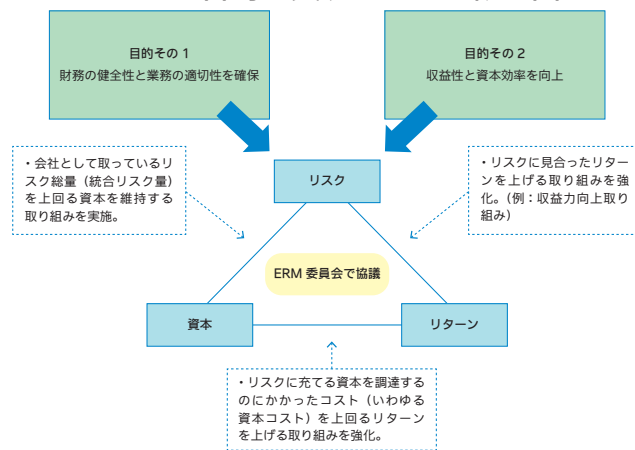 目的その 1
財務の健全性と業務の適切性を確保
目的その 2
収益性と資本効率を向上
リスク
・会社として取っているリ
スク総量（統合リスク量）
を上回る資本を維持する
取り組みを実施。
・リスクに見合ったリター
ンを上げる取り組みを強
化。（例：収益力向上取り
組み）
ERM 委員会で協議
資本
リターン
・リスクに充てる資本を調達する
のにかかったコスト（いわゆる
資本コスト）を上回るリターン
を上げる取り組みを強化。